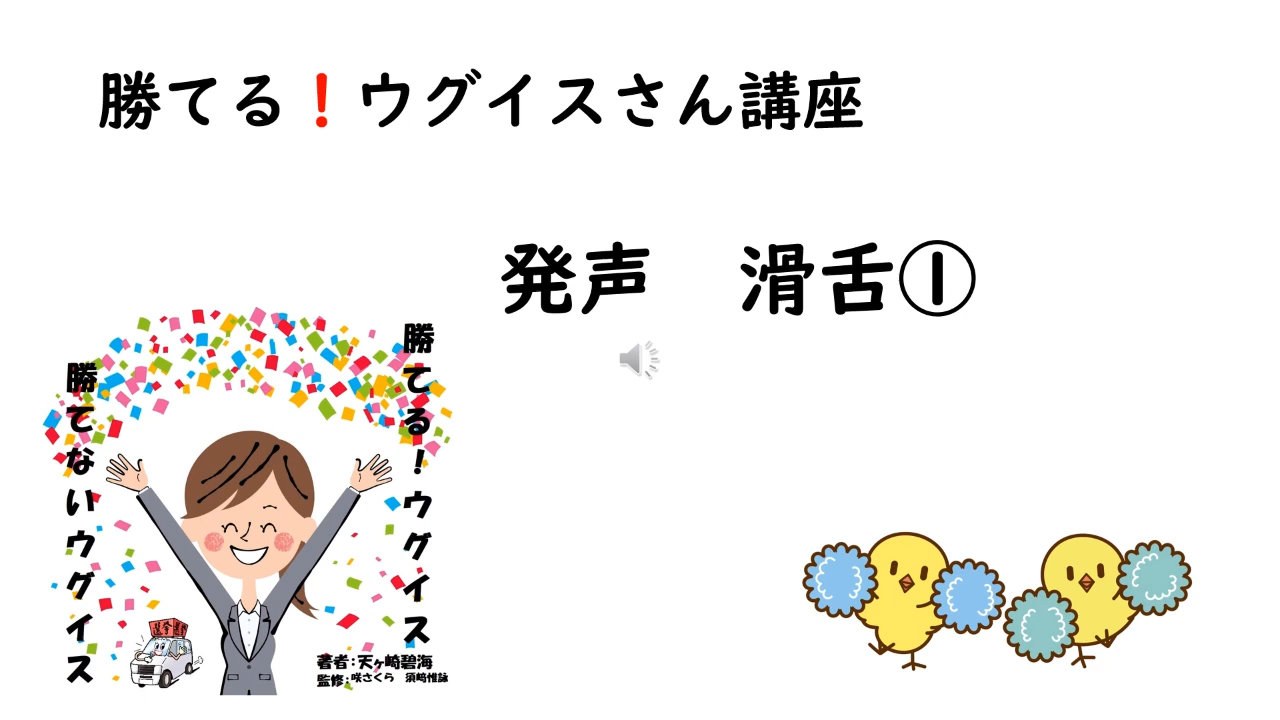 勝てる❗ウグイスさん講座
発声　滑舌①
勝てる!ウグイス
勝てないウグイス
著者:天ヶ崎碧海
監修:咲さくら　須﨑惟詠